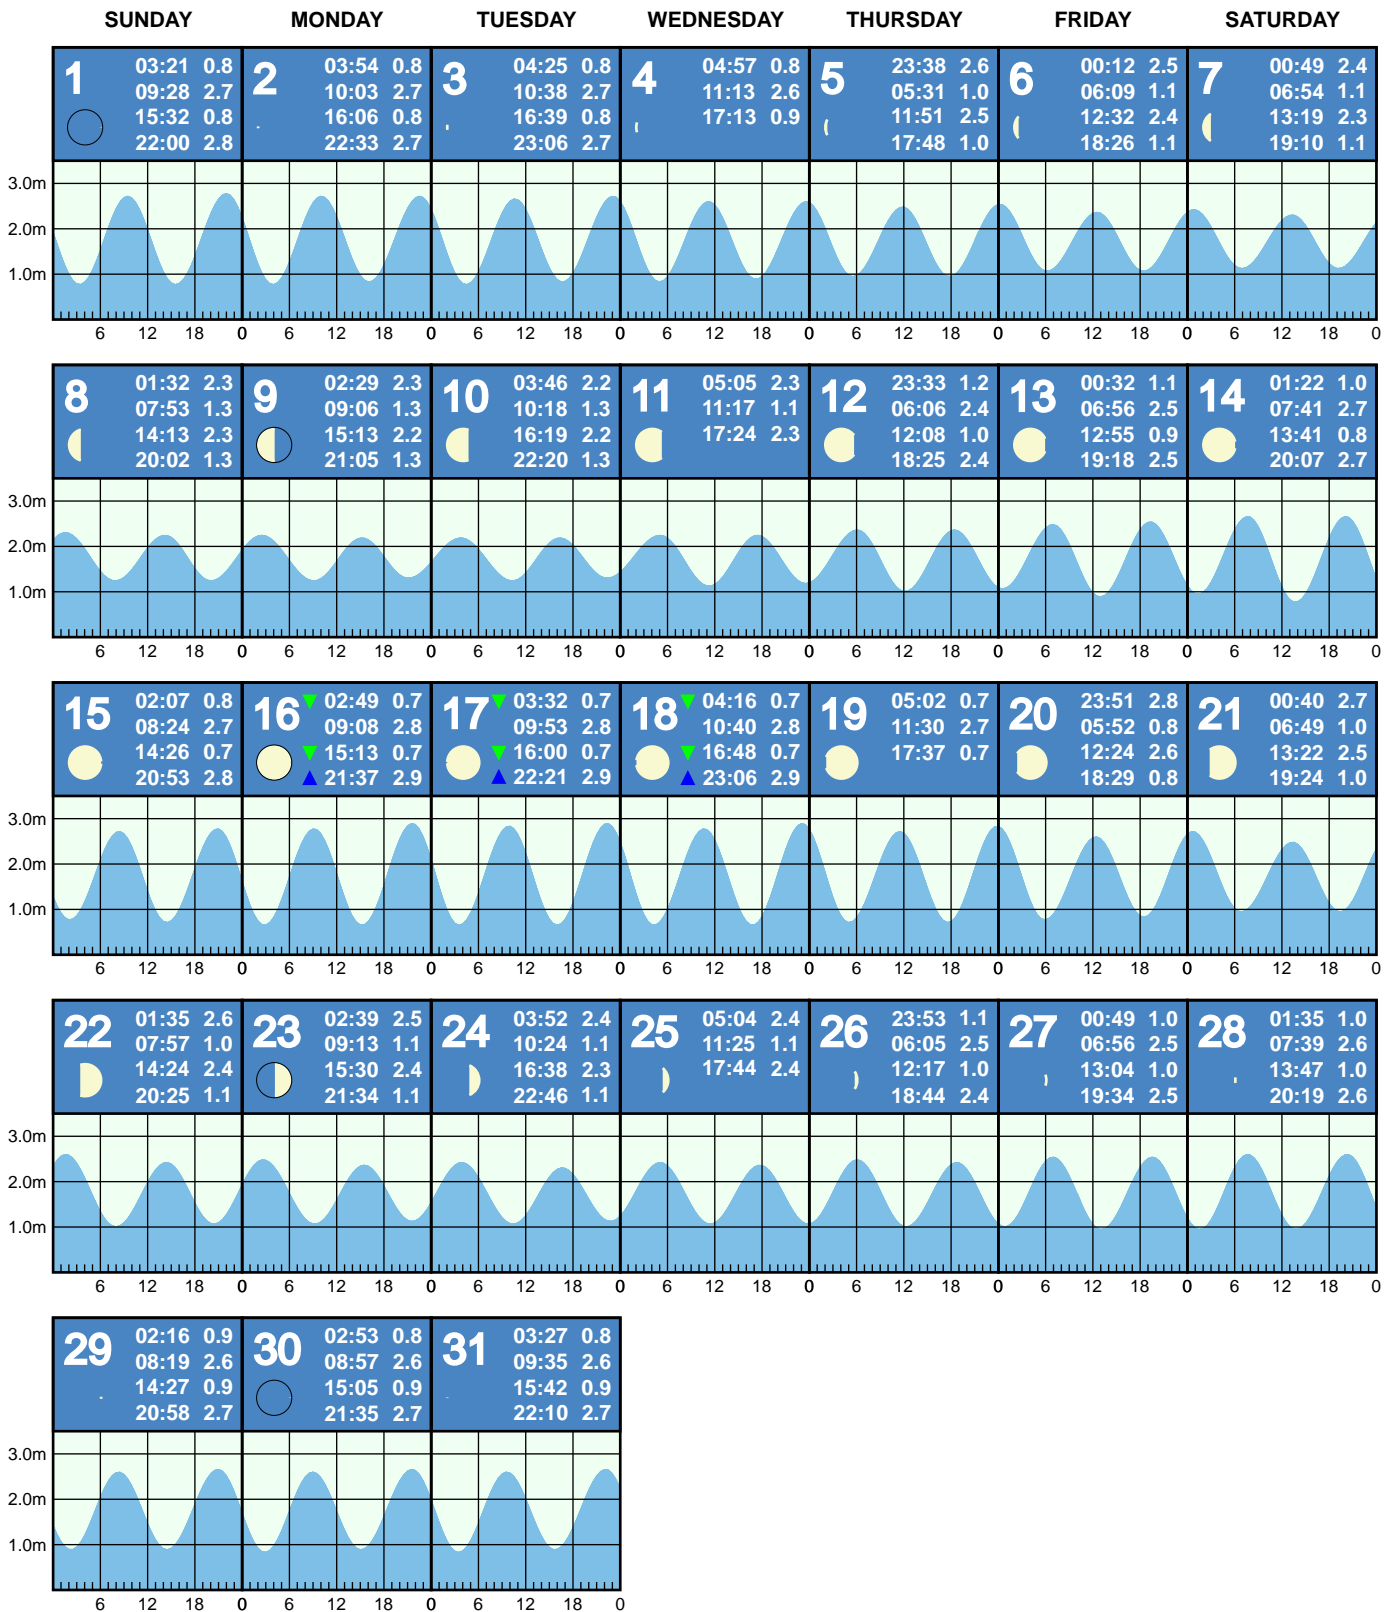 SUNDAY MONDAY TUESDAY WEDNESDAY THURSDAY FRIDAY SATURDAY
1 03:21 0.8
09:28 2.7
15:32 0.8
22:00 2.8
2 03:54 0.8
10:03 2.7
16:06 0.8
22:33 2.7
3 04:25 0.8
10:38 2.7
16:39 0.8
23:06 2.7
4 04:57 0.8
11:13 2.6
17:13 0.9
5 23:38 2.6
05:31 1.0
11:51 2.5
17:48 1.0
6 00:12 2.5
06:09 1.1
12:32 2.4
18:26 1.1
7 00:49 2.4
06:54 1.1
13:19 2.3
19:10 1.1
3.0m
2.0m
1.0m
6 12 18 0 6 12 18 0 6 12 18 0 6 12 18 0 6 12 18 0 6 12 18 0 6 12 18 0
8 01:32 2.3
07:53 1.3
14:13 2.3
20:02 1.3
9 02:29 2.3
09:06 1.3
15:13 2.2
21:05 1.3
10 03:46 2.2
10:18 1.3
16:19 2.2
22:20 1.3
11 05:05 2.3
11:17 1.1
17:24 2.3
12 23:33 1.2
06:06 2.4
12:08 1.0
18:25 2.4
13 00:32 1.1
06:56 2.5
12:55 0.9
19:18 2.5
14 01:22 1.0
07:41 2.7
13:41 0.8
20:07 2.7
3.0m
2.0m
1.0m
6 12 18 0 6 12 18 0 6 12 18 0 6 12 18 0 6 12 18 0 6 12 18 0 6 12 18 0
15 02:07 0.8
08:24 2.7
14:26 0.7
20:53 2.8
16 02:49 0.7
09:08 2.8
15:13 0.7
21:37 2.9
17 03:32 0.7
09:53 2.8
16:00 0.7
22:21 2.9
18 04:16 0.7
10:40 2.8
16:48 0.7
23:06 2.9
19 05:02 0.7
11:30 2.7
17:37 0.7
20 23:51 2.8
05:52 0.8
12:24 2.6
18:29 0.8
21 00:40 2.7
06:49 1.0
13:22 2.5
19:24 1.0
3.0m
2.0m
1.0m
6 12 18 0 6 12 18 0 6 12 18 0 6 12 18 0 6 12 18 0 6 12 18 0 6 12 18 0
22 01:35 2.6
07:57 1.0
14:24 2.4
20:25 1.1
23 02:39 2.5
09:13 1.1
15:30 2.4
21:34 1.1
24 03:52 2.4
10:24 1.1
16:38 2.3
22:46 1.1
25 05:04 2.4
11:25 1.1
17:44 2.4
26 23:53 1.1
06:05 2.5
12:17 1.0
18:44 2.4
27 00:49 1.0
06:56 2.5
13:04 1.0
19:34 2.5
28 01:35 1.0
07:39 2.6
13:47 1.0
20:19 2.6
3.0m
2.0m
1.0m
6 12 18 0 6 12 18 0 6 12 18 0 6 12 18 0 6 12 18 0 6 12 18 0 6 12 18 0
29 02:16 0.9
08:19 2.6
14:27 0.9
20:58 2.7
30 02:53 0.8
08:57 2.6
15:05 0.9
21:35 2.7
31 03:27 0.8
09:35 2.6
15:42 0.9
22:10 2.7
3.0m
2.0m
1.0m
6 12 18 0 6 12 18 0 6 12 18 0